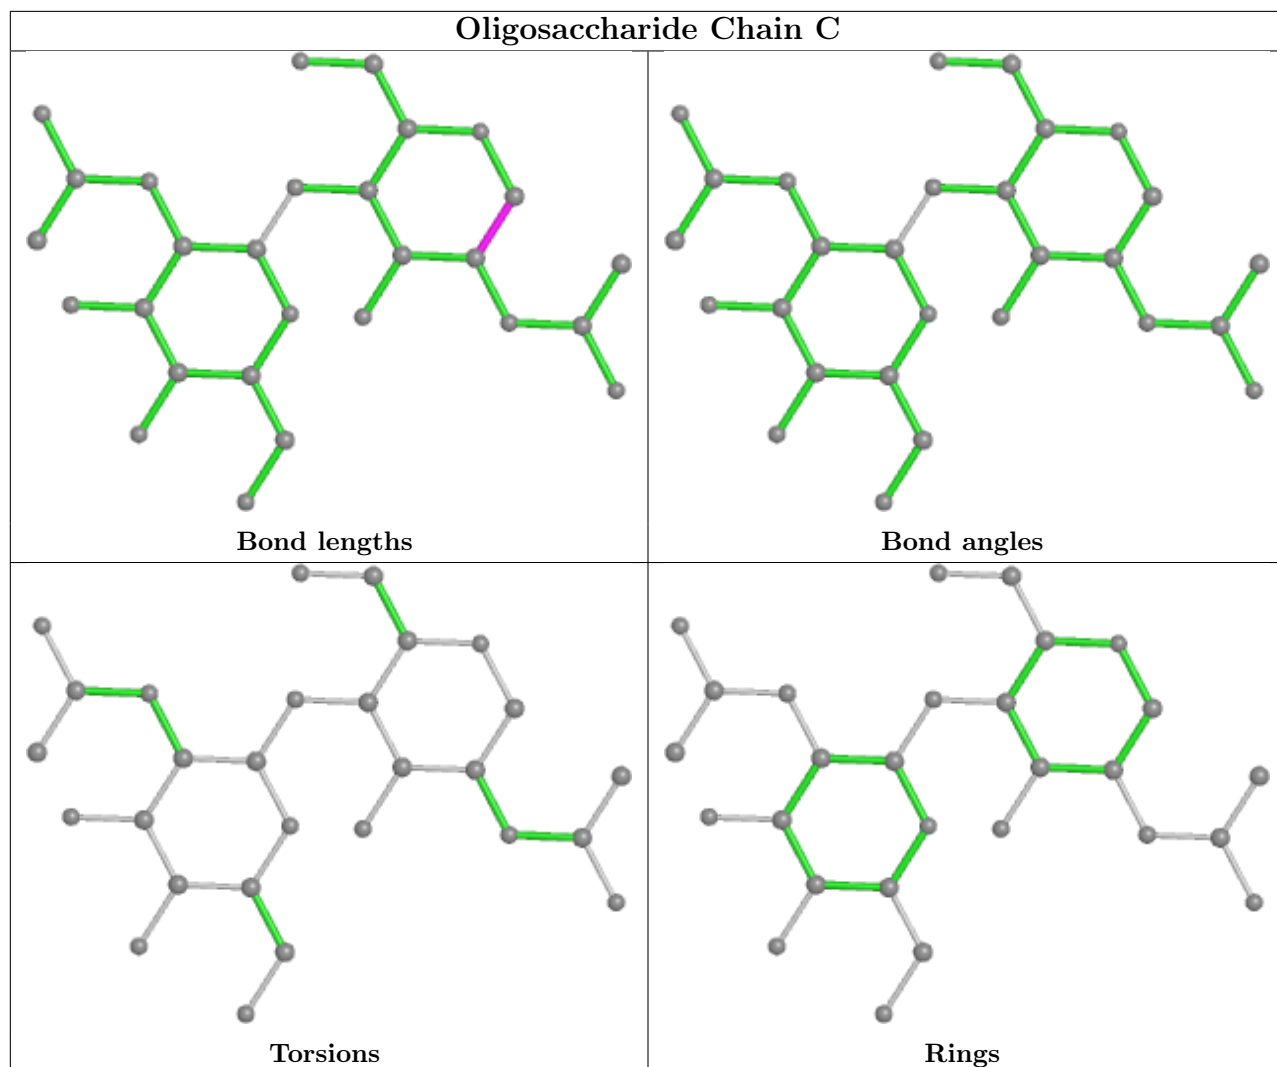 Oligosaccharide Chain C
Bond lengths
Bond angles
Torsions
Rings